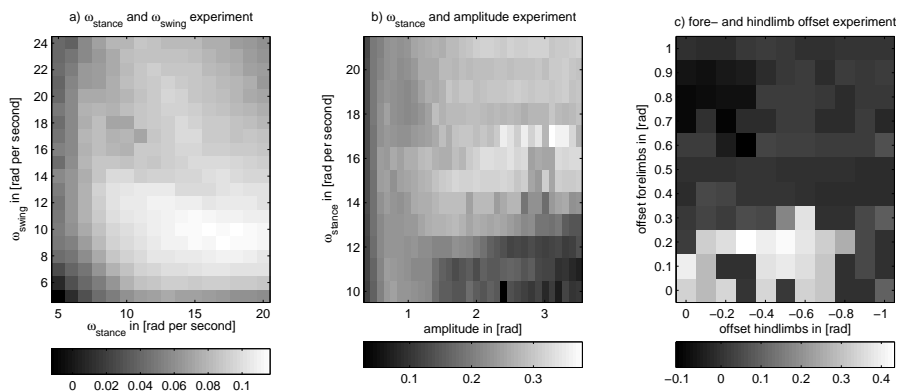 a) ω_stance and ω_swing experiment
24
22
20
18
16
14
12
10
8
6
ω_swing in [rad per second]
5 10 15 20
ω_stance in [rad per second]
0 0.02 0.04 0.06 0.08 0.1
b) ω_stance and amplitude experiment
20
18
16
14
12
10
ω_stance in [rad per second]
1 2 3
amplitude in [rad]
0.1 0.2 0.3
c) fore− and hindlimb offset experiment
1
0.9
0.8
0.7
0.6
0.5
0.4
0.3
0.2
0.1
0
offset forelimbs in [rad]
0 −0.2 −0.4 −0.6 −0.8 −1
offset hindlimbs in [rad]
−0.1 0 0.1 0.2 0.3 0.4